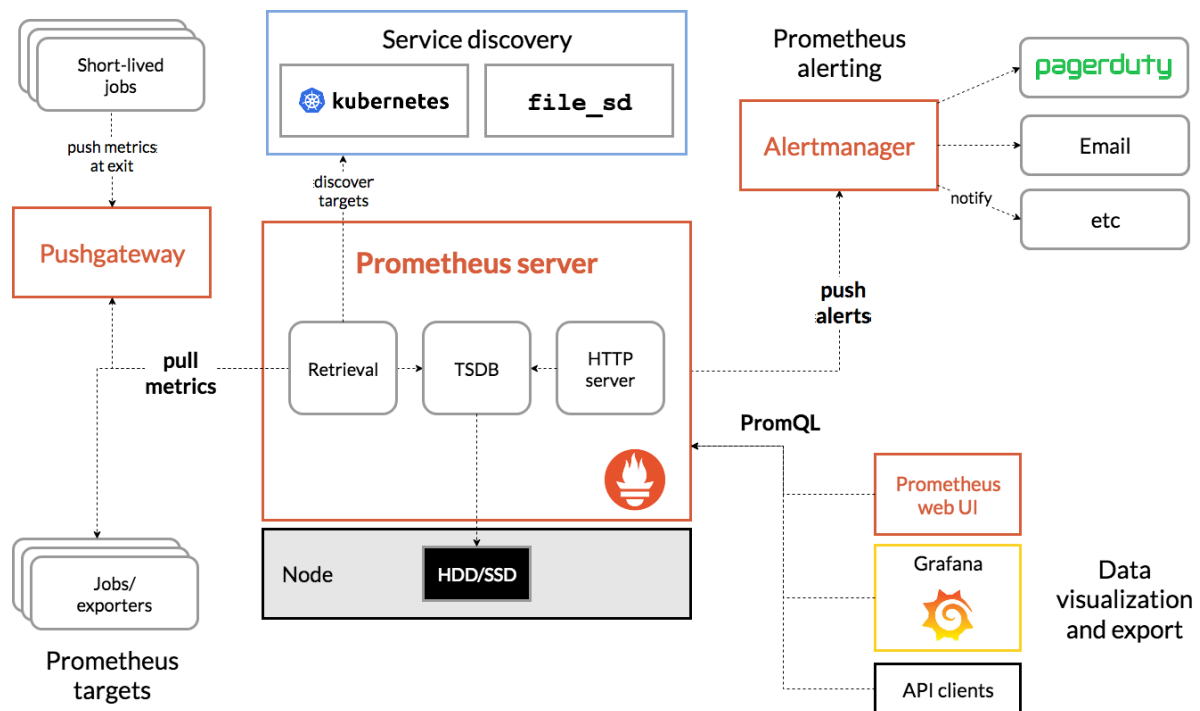 Short-lived
jobs
push metrics
at exit
Pushgateway
pull
metrics
Jobs/
exporters
Prometheus
targets
Service discovery
kubernetes
file_sd
discover
targets
Prometheus server
Retrieval
TSDB
HTTP
server
Node
HDD/SSD
Prometheus
alerting
Alertmanager
pagerduty
Email
notify
etc
push
alerts
PromQL
Prometheus
web UI
Grafana
API clients
Data
visualization
and export